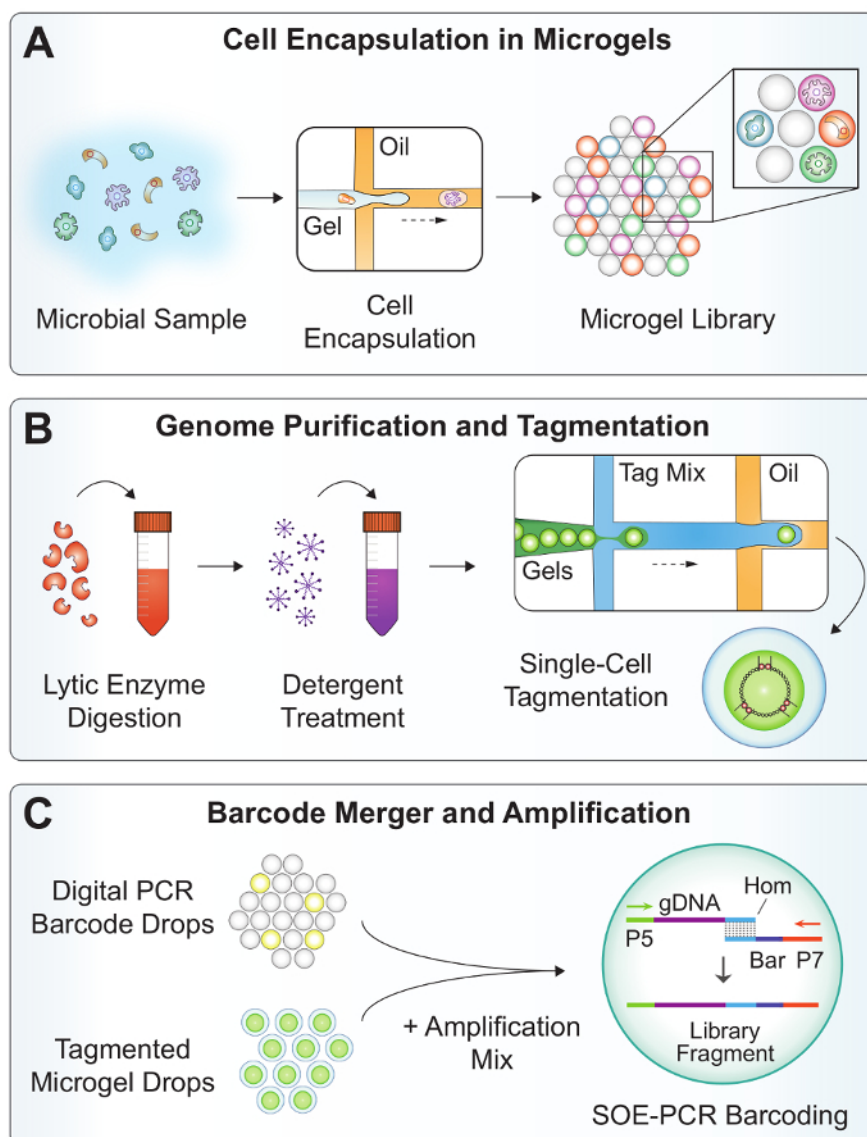 A
Cell Encapsulation in Microgels
Oil
Gel
Microbial Sample
Cell
Encapsulation
Microgel Library
B
Genome Purification and Tagmentation
Tag Mix
Oil
Gels
Lytic Enzyme
Digestion
Detergent
Treatment
Single-Cell
Tagmentation
C
Barcode Merger and Amplification
Digital PCR
Barcode Drops
Tagmented
Microgel Drops
+ Amplification
Mix
Hom
gDNA
P5
Bar P7
Library
Fragment
SOE-PCR Barcoding